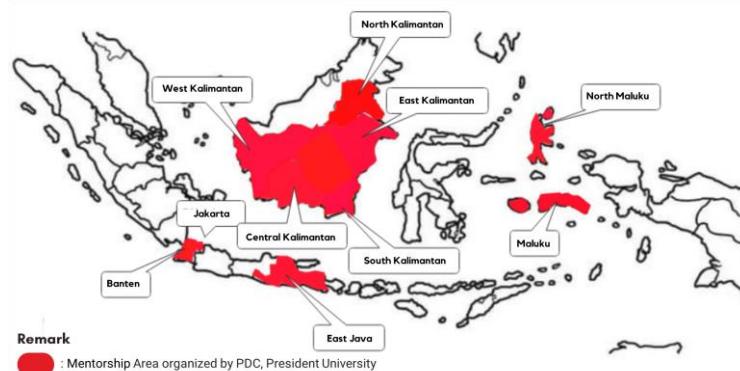 North Kalimantan
West Kalimantan
East Kalimantan
North Maluku
Jakarta
Central Kalimantan
Maluku
South Kalimantan
Banten
East Java
Remark
: Mentorship Area organized by PDC, President University